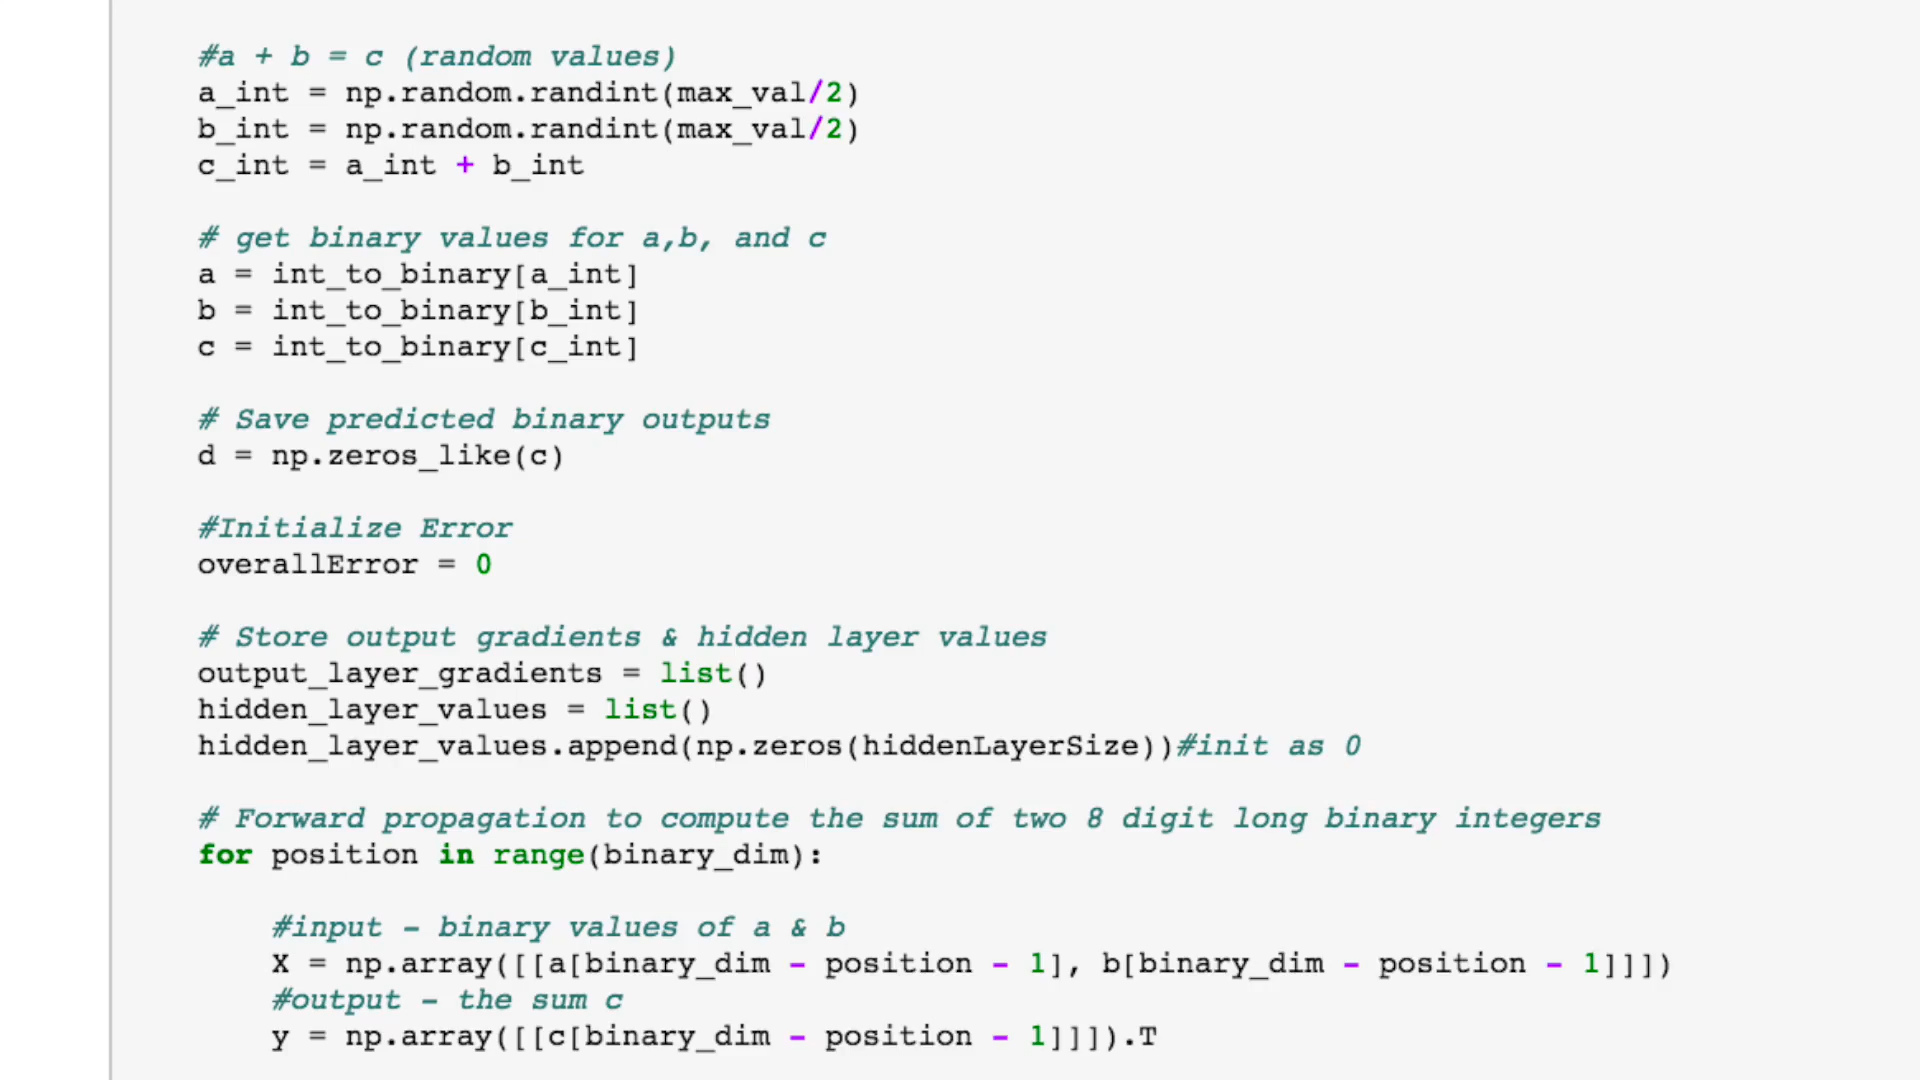 #a + b = c (random values)
a_int = np.random.randint(max_val/2)
b_int = np.random.randint(max_val/2)
c_int = a_int + b_int
# get binary values for a,b, and c
a = int_to_binary[a_int]
b = int_to_binary[b_int]
c = int_to_binary[c_int]
# Save predicted binary outputs
d = np.zeros_like(c)
#Initialize Error
overallError = 0
# Store output gradients & hidden layer values
output_layer_gradients = list()
hidden_layer_values = list()
hidden_layer_values.append(np.zeros(hiddenLayerSize))#init as 0
# Forward propagation to compute the sum of two 8 digit long binary integers
for position in range(binary_dim):
#input - binary values of a & b
X = np.array([[a[binary_dim - position - 1], b[binary_dim - position - 1]]])
#output - the sum c
y = np.array([[c[binary_dim - position - 1]]]).T